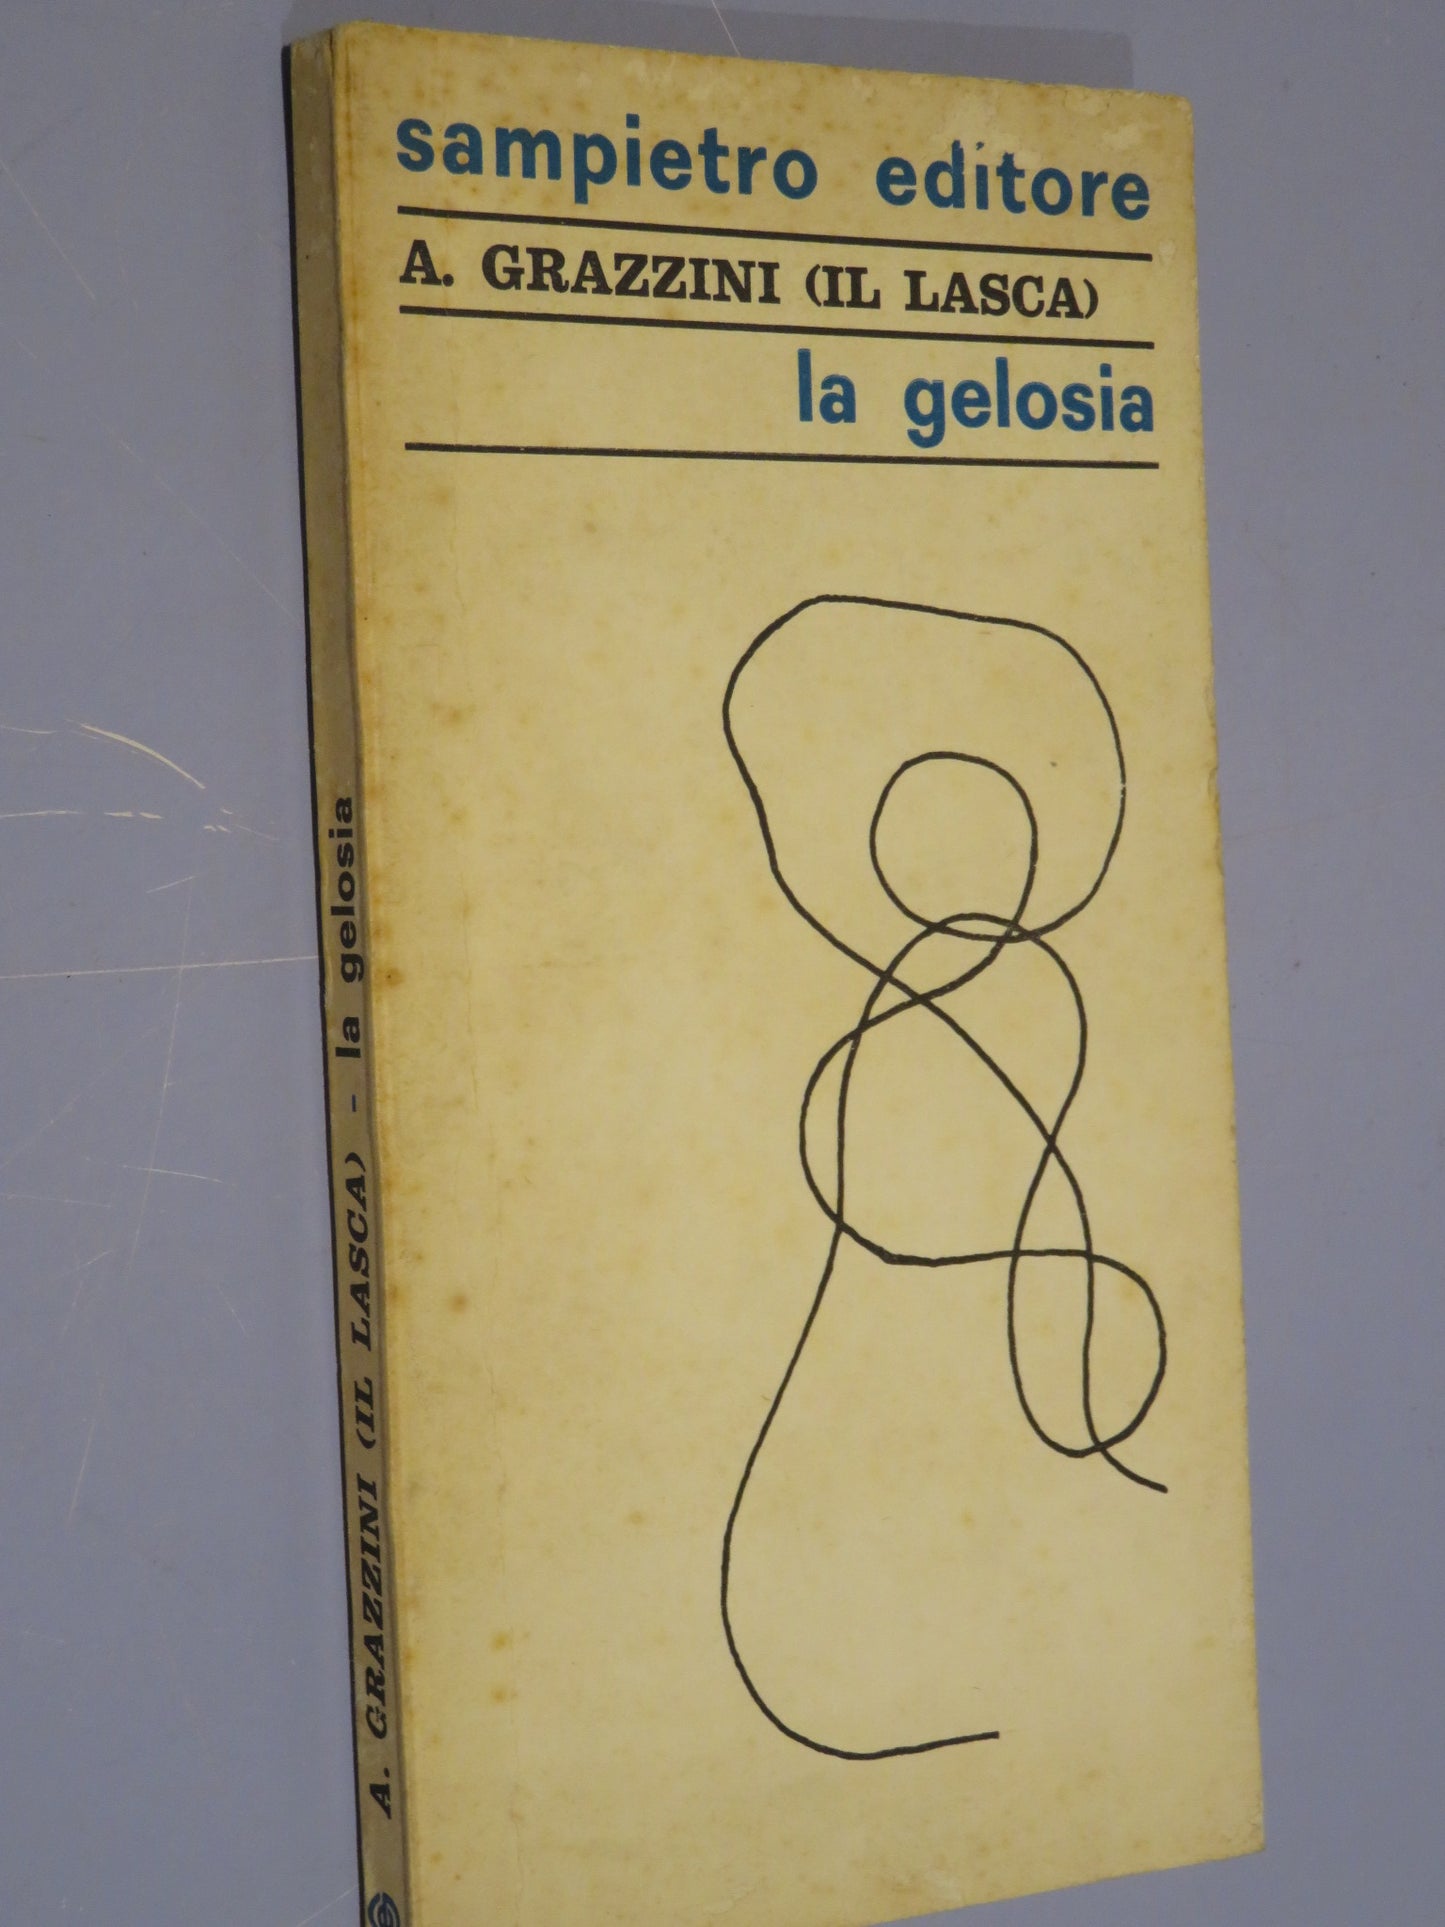 sampietro editore
A. GRAZZINI (IL LASCA)
la gelosia
A. GRAZZINI (IL LASCA) - la gelosia